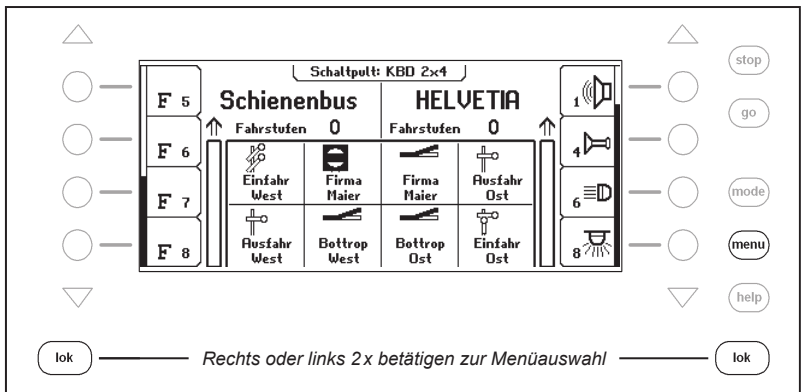 Schaltpult: KBD 2x4
stop
F 5
Schienenbus
HELVETIA
1
go
Fahrstufen 0
Fahrstufen 0
F 6
4
Einfahr West
Firma Maier
Firma Maier
Ausfahr Ost
F 7
6
mode
Ausfahr West
Bottrop West
Bottrop Ost
Einfahr Ost
F 8
8
menu
help
lok
Rechts oder links 2x betätigen zur Menüauswahl
lok